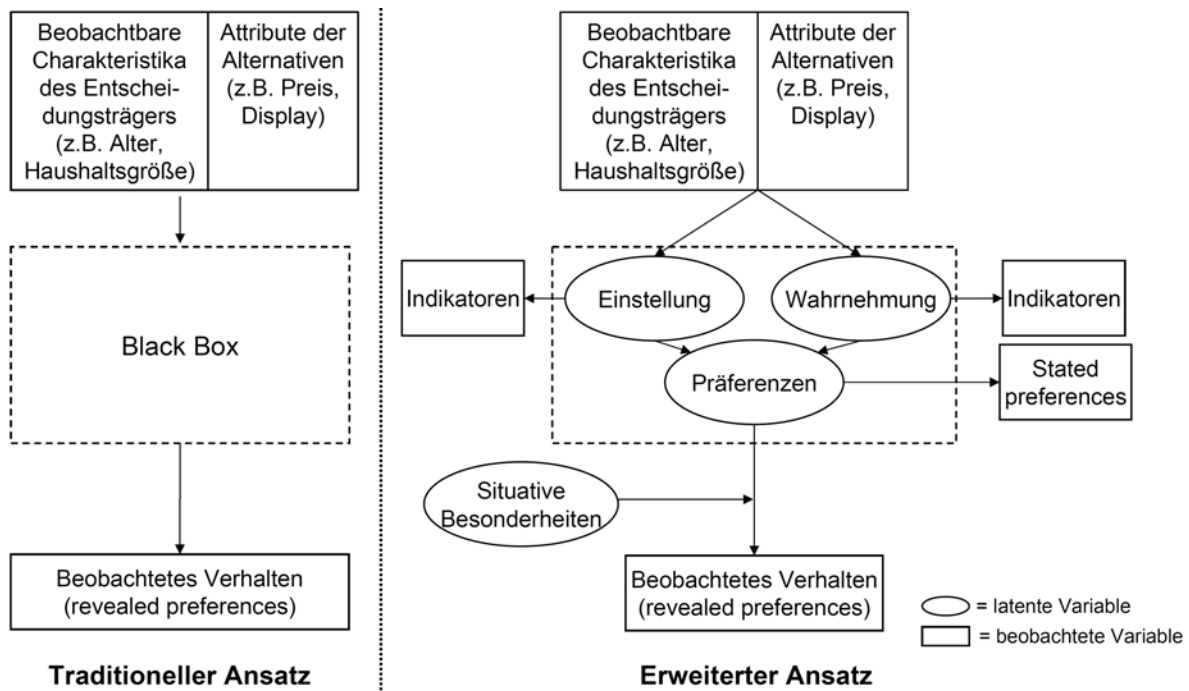 Beobachtbare
Charakteristika
des Entschei-
dungsträgers
(z.B. Alter,
Haushaltsgröße)
Attribute der
Alternativen
(z.B. Preis,
Display)
Black Box
Beobachtetes Verhalten
(revealed preferences)
Traditioneller Ansatz
Beobachtbare
Charakteristika
des Entschei-
dungsträgers
(z.B. Alter,
Haushaltsgröße)
Attribute der
Alternativen
(z.B. Preis,
Display)
Indikatoren
Einstellung
Wahrnehmung
Indikatoren
Präferenzen
Stated
preferences
Situative
Besonderheiten
Beobachtetes Verhalten
(revealed preferences)
= latente Variable
= beobachtete Variable
Erweiterter Ansatz